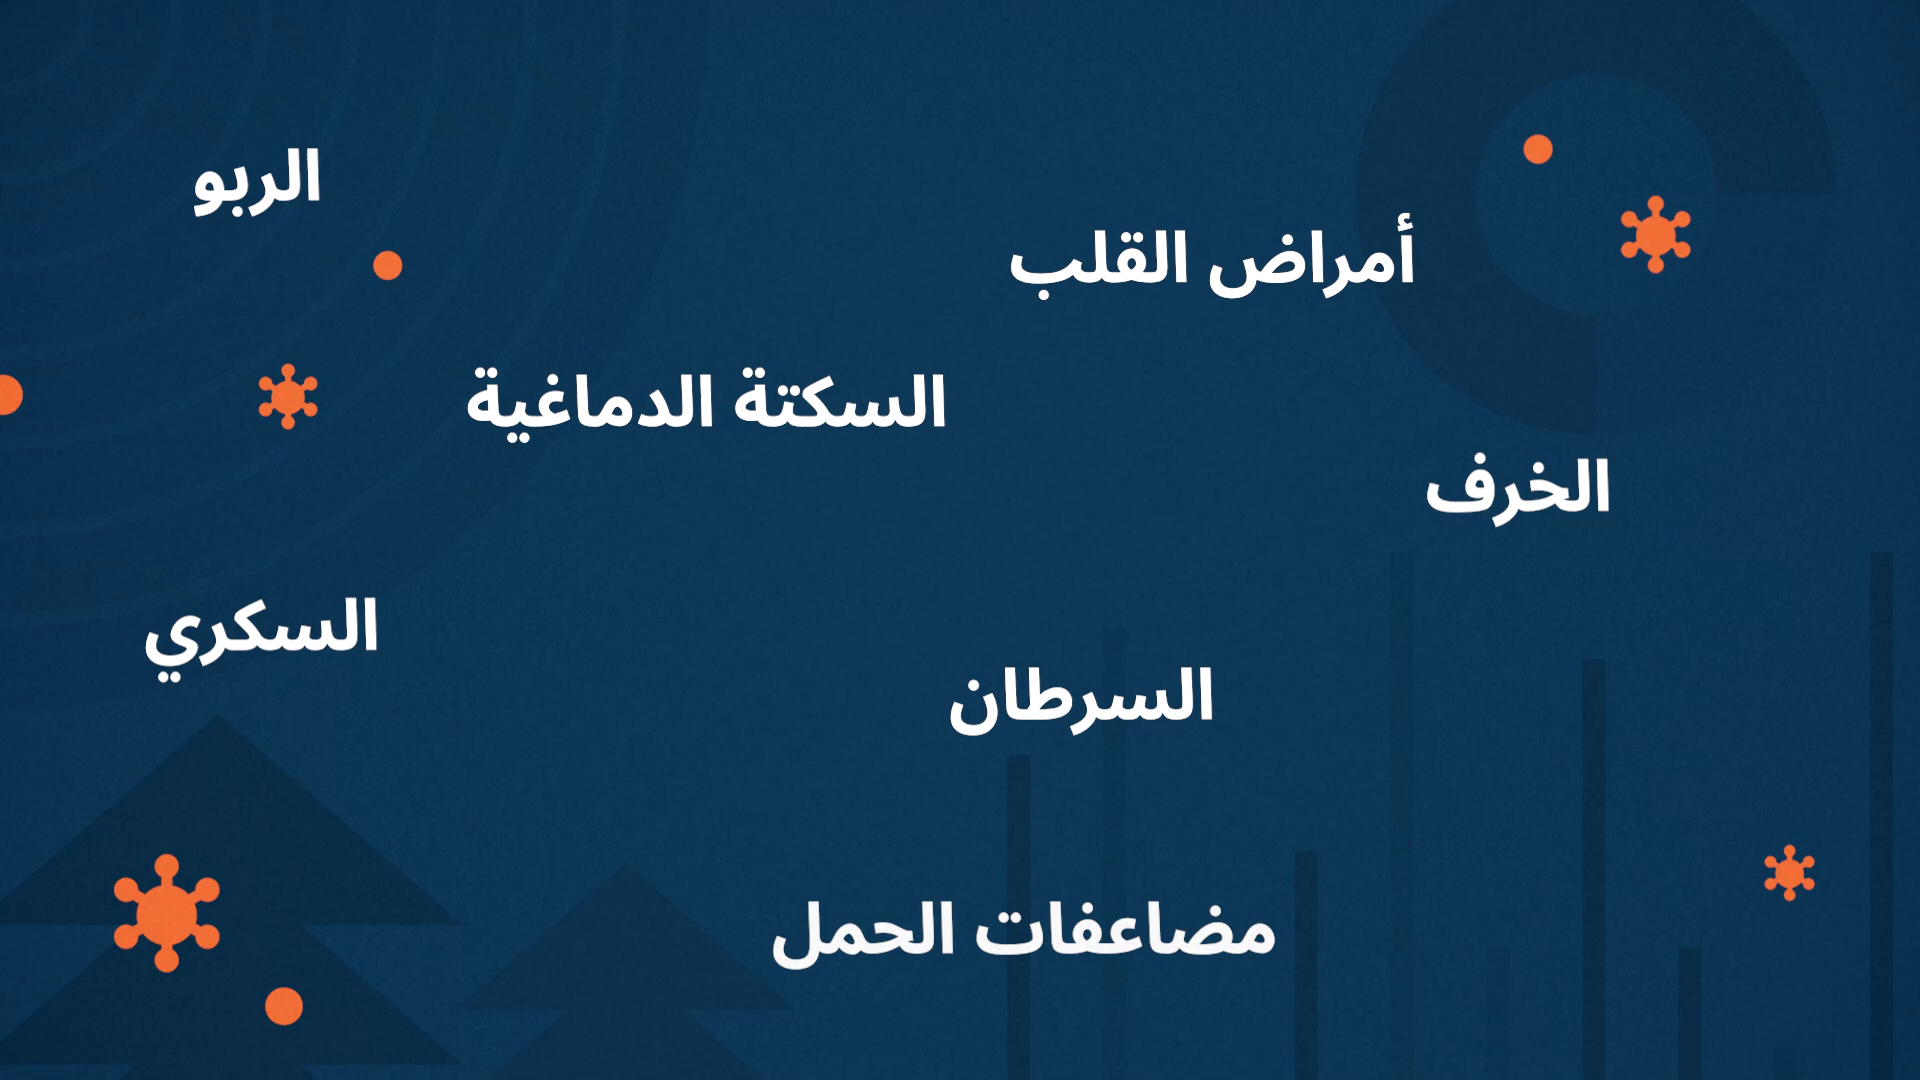 الربو
أمراض القلب
السكتة الدماغية
الخرف
السكري
السرطان
مضاعفات الحمل